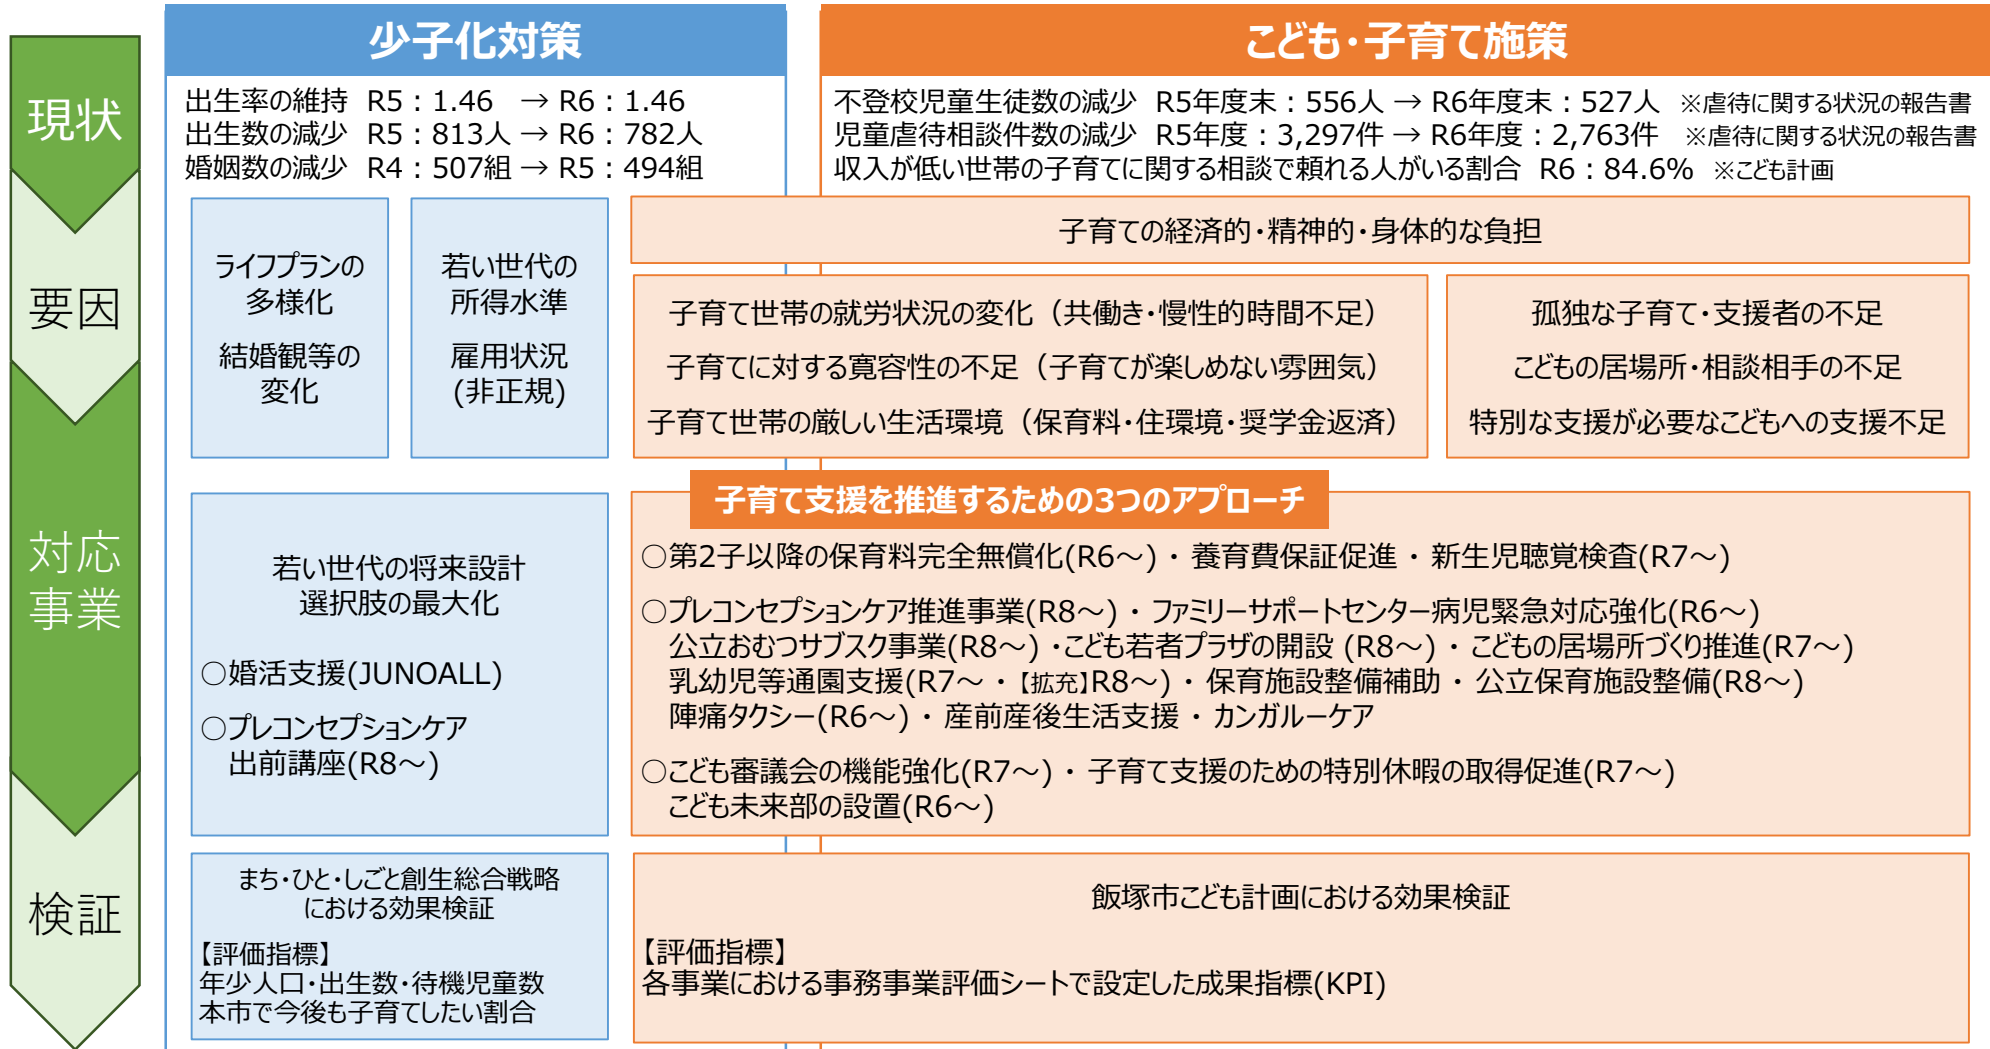 少子化対策
こども・子育て施策
現状
出生率の維持 R5：1.46 → R6：1.46
出生数の減少 R5：813人 → R6：782人
婚姻数の減少 R4：507組 → R5：494組
不登校児童生徒数の減少 R5年度末：556人 → R6年度末：527人 ※虐待に関する状況の報告書
児童虐待相談件数の減少 R5年度：3,297件 → R6年度：2,763件 ※虐待に関する状況の報告書
収入が低い世帯の子育てに関する相談で頼れる人がいる割合 R6：84.6% ※こども計画
要因
ライフプランの
多様化
結婚観等の
変化
若い世代の
所得水準
雇用状況
(非正規)
子育ての経済的・精神的・身体的な負担
子育て世帯の就労状況の変化（共働き・慢性的時間不足）
子育てに対する寛容性の不足（子育てが楽しめない雰囲気）
子育て世帯の厳しい生活環境（保育料・住環境・奨学金返済）
孤独な子育て・支援者の不足
こどもの居場所・相談相手の不足
特別な支援が必要なこどもへの支援不足
対応
事業
若い世代の将来設計
選択肢の最大化
○婚活支援(JUNOALL)
○プレコンセプションケア
出前講座(R8～)
子育て支援を推進するための3つのアプローチ
○第2子以降の保育料完全無償化(R6～)・ 養育費保証促進 ・ 新生児聴覚検査(R7～)
○プレコンセプションケア推進事業(R8～)・ ファミリーサポートセンター病児緊急対応強化(R6～)
公立おむつサブスク事業(R8～)・こども若者プラザの開設 (R8～)・ こどもの居場所づくり推進(R7～)
乳幼児等通園支援(R7～ ・【拡充】R8～)・ 保育施設整備補助 ・ 公立保育施設整備(R8～)
陣痛タクシー(R6～)・ 産前産後生活支援 ・ カンガルーケア
○こども審議会の機能強化(R7～)・ 子育て支援のための特別休暇の取得促進(R7～)
こども未来部の設置(R6～)
検証
まち・ひと・しごと創生総合戦略
における効果検証
【評価指標】
年少人口・出生数・待機児童数
本市で今後も子育てしたい割合
飯塚市こども計画における効果検証
【評価指標】
各事業における事務事業評価シートで設定した成果指標(KPI)